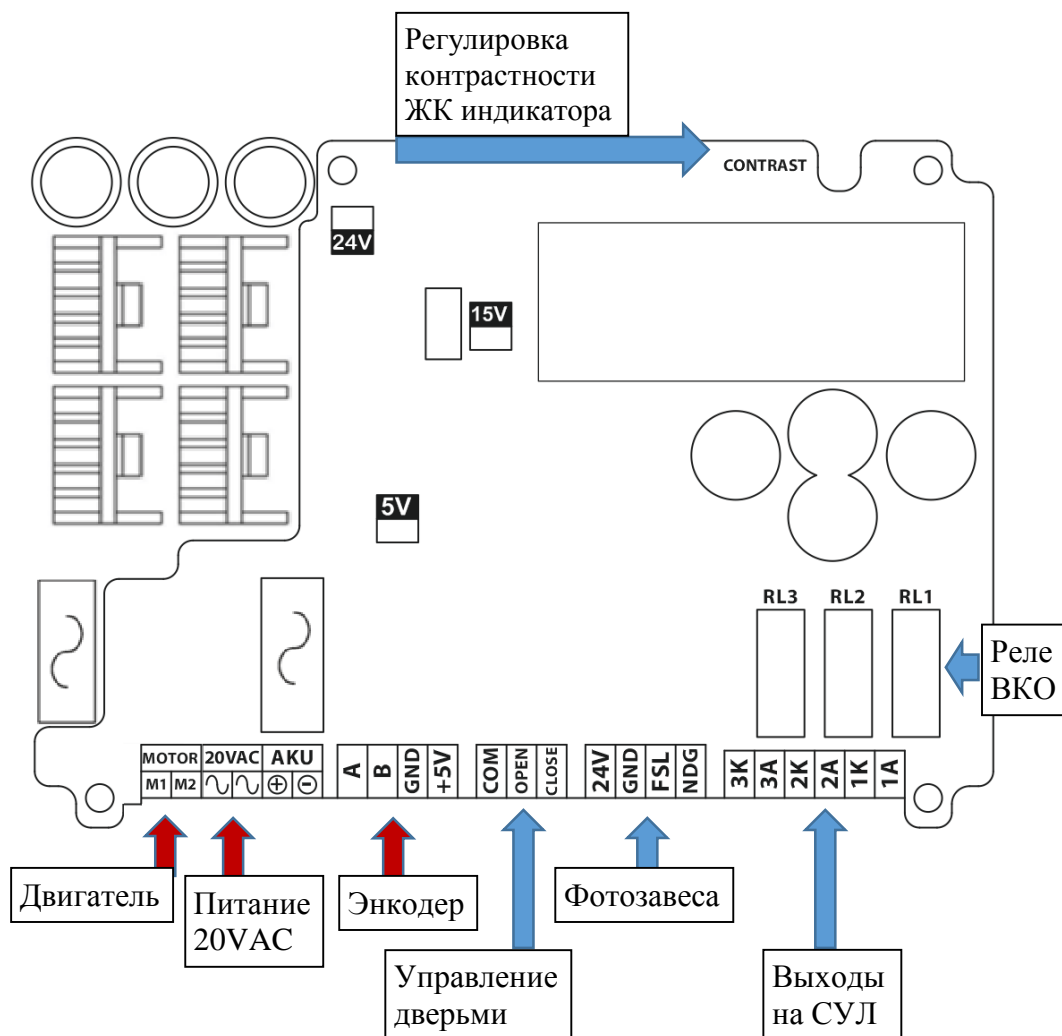 Регулировка
контрастности
ЖК индикатора
CONTRAST
24V
15V
5V
RL3 RL2 RL1
Реле
ВКО
MOTOR 20VAC AKU
M1 M2
A B GND +5V
COM OPEN CLOSE
24V GND FSL NDG
3K 3A 2K 2A 1K 1A
Двигатель
Питание
20VAC
Энкодер
Фотозавеса
Управление
дверьми
Выходы
на СУЛ